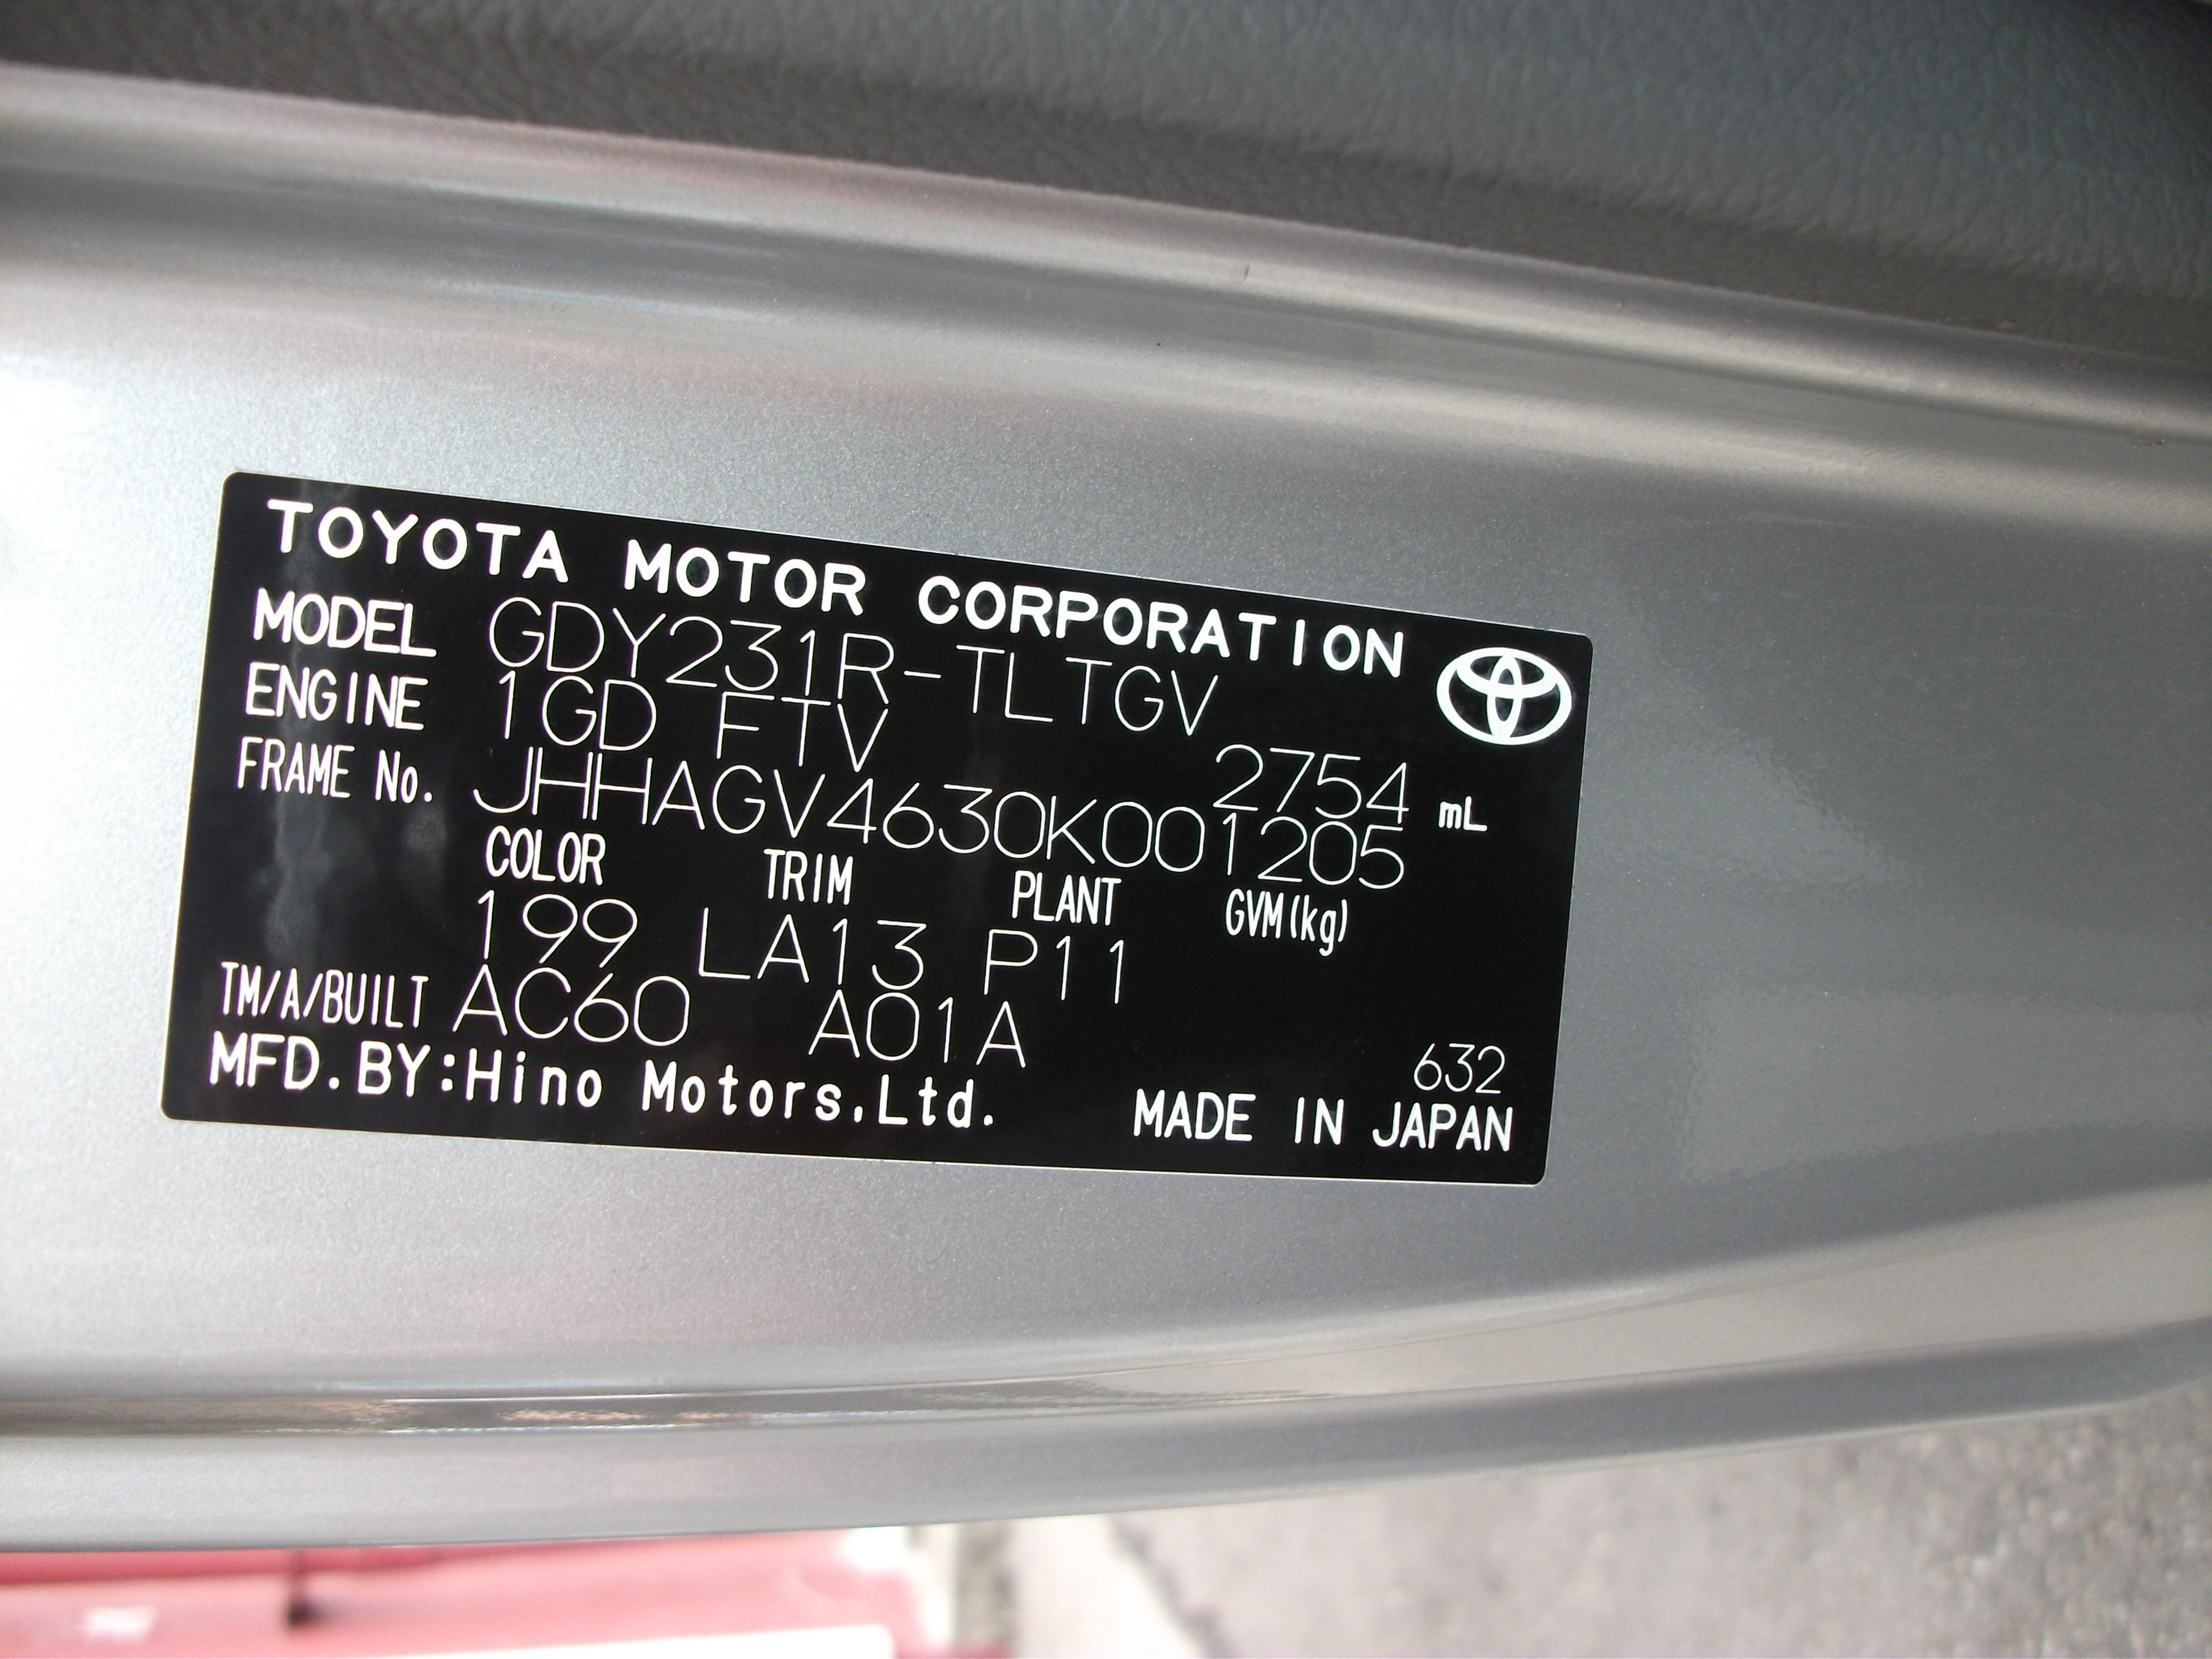 TOYOTA MOTOR CORPORATION
MODEL GDY231R-TLTGV
ENGINE 1GD FTV 2754 mL
FRAME No. JHHAGV4630K001205
COLOR TRIM PLANT GVM(kg)
199 LA13 P11
TM/A/BUILT AC60 A01A
632
MFD.BY:Hino Motors,Ltd. MADE IN JAPAN